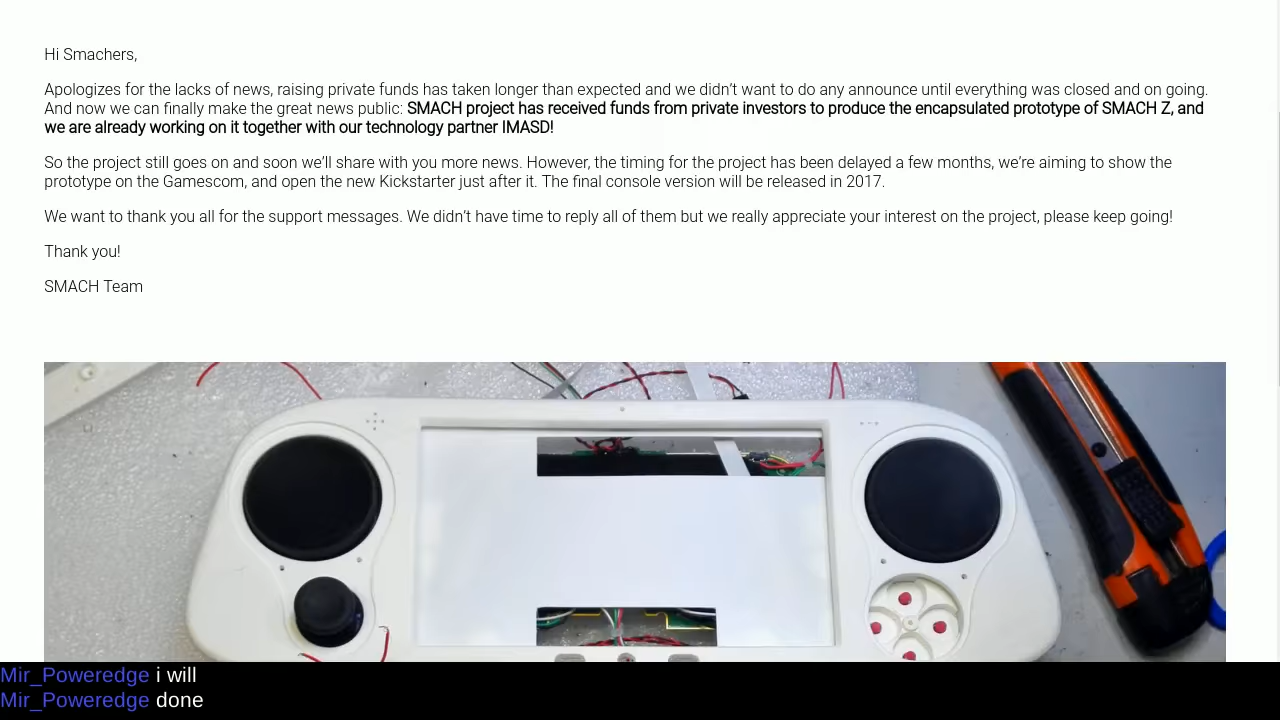 Hi Smachers,
Apologizes for the lacks of news, raising private funds has taken longer than expected and we didn’t want to do any announce until everything was closed and on going.
And now we can finally make the great news public: SMACH project has received funds from private investors to produce the encapsulated prototype of SMACH Z, and
we are already working on it together with our technology partner IMASD!
So the project still goes on and soon we’ll share with you more news. However, the timing for the project has been delayed a few months, we’re aiming to show the
prototype on the Gamescom, and open the new Kickstarter just after it. The final console version will be released in 2017.
We want to thank you all for the support messages. We didn’t have time to reply all of them but we really appreciate your interest on the project, please keep going!
Thank you!
SMACH Team
Mir_Poweredge i will
Mir_Poweredge done